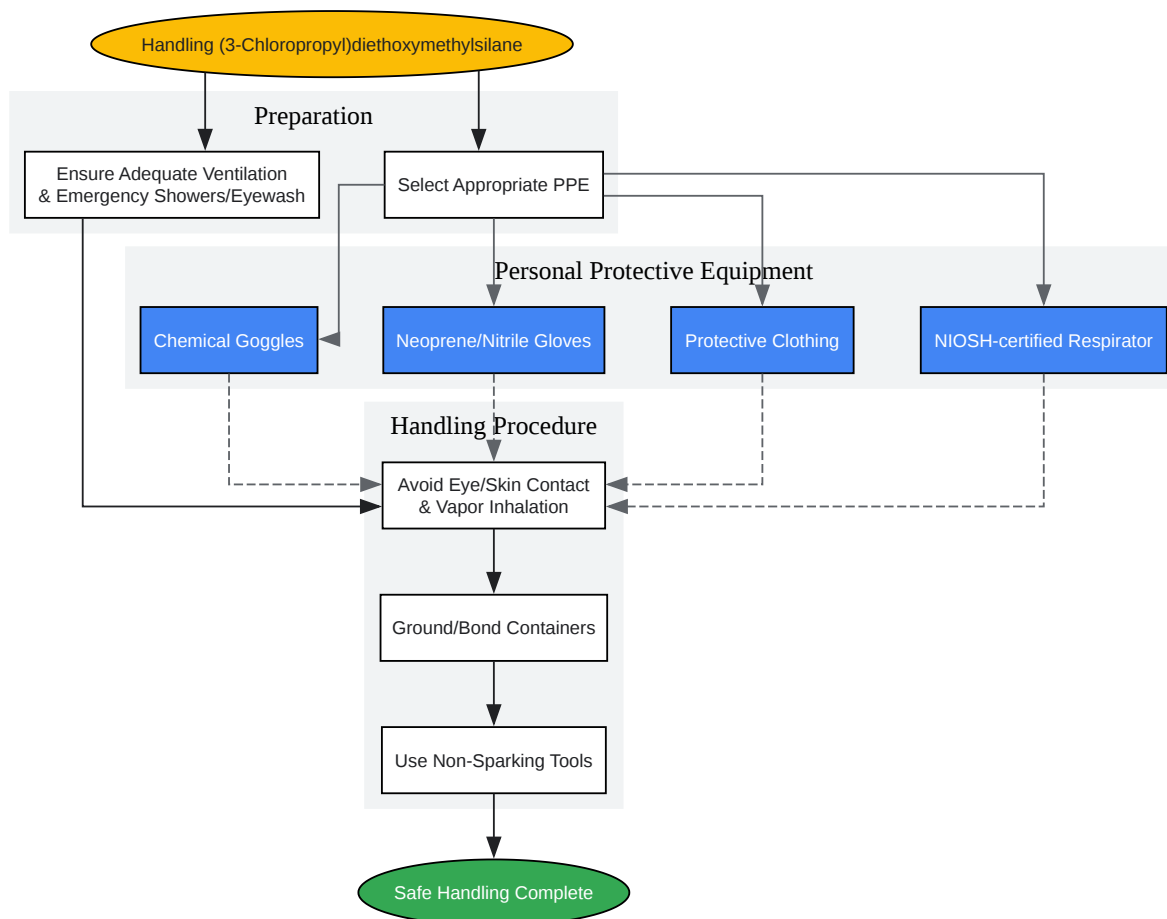 Handling (3-Chloropropyl)diethoxymethylsilane
Preparation
Ensure Adequate Ventilation
& Emergency Showers/Eyewash
Select Appropriate PPE
Personal Protective Equipment
Chemical Goggles
Neoprene/Nitrile Gloves
Protective Clothing
NIOSH-certified Respirator
Handling Procedure
Avoid Eye/Skin Contact
& Vapor Inhalation
Ground/Bond Containers
Use Non-Sparking Tools
Safe Handling Complete